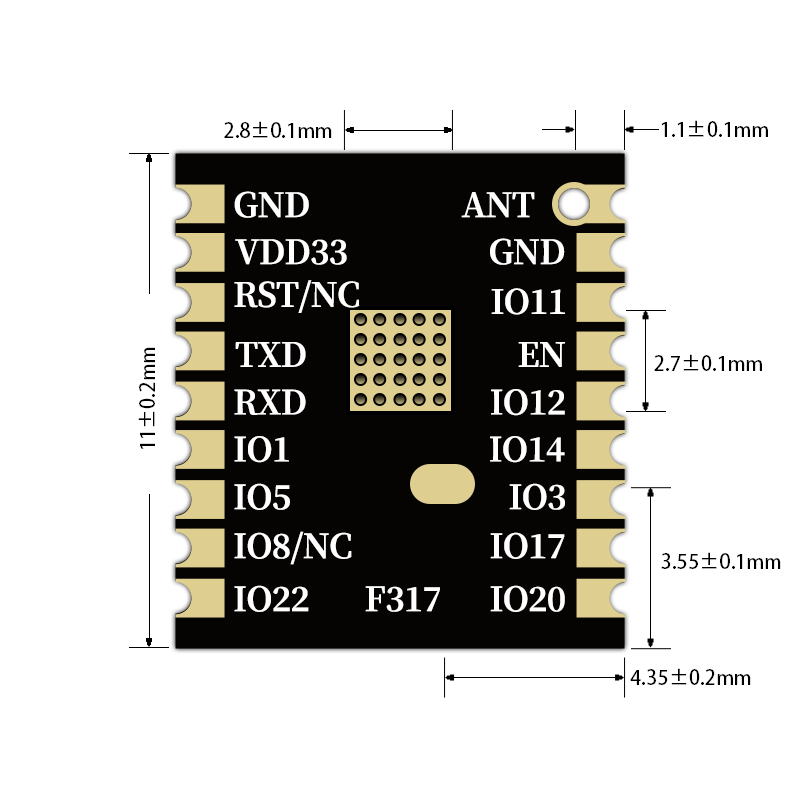 2.8±0.1mm
1.1±0.1mm
GND
ANT
VDD33
GND
RST/NC
IO11
TXD
EN
2.7±0.1mm
11±0.2mm
RXD
IO12
IO1
IO14
IO5
IO3
IO8/NC
IO17
3.55±0.1mm
IO22
F317
IO20
4.35±0.2mm